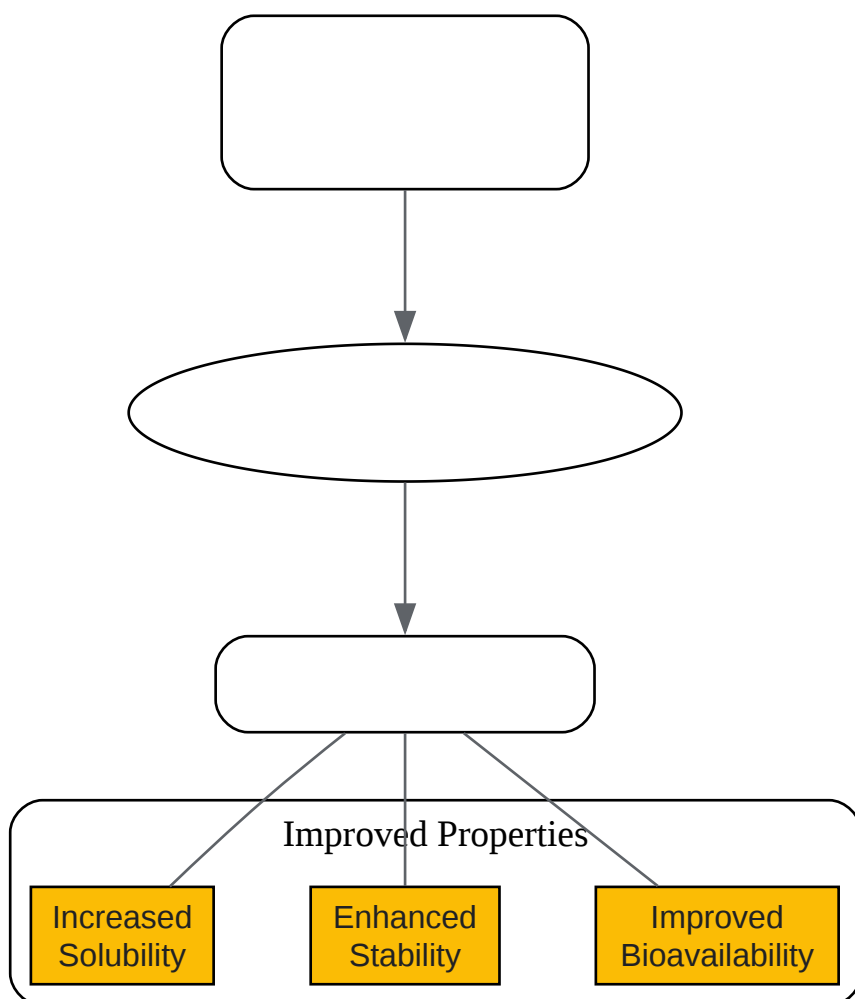 Improved Properties
Increased
Solubility
Enhanced
Stability
Improved
Bioavailability